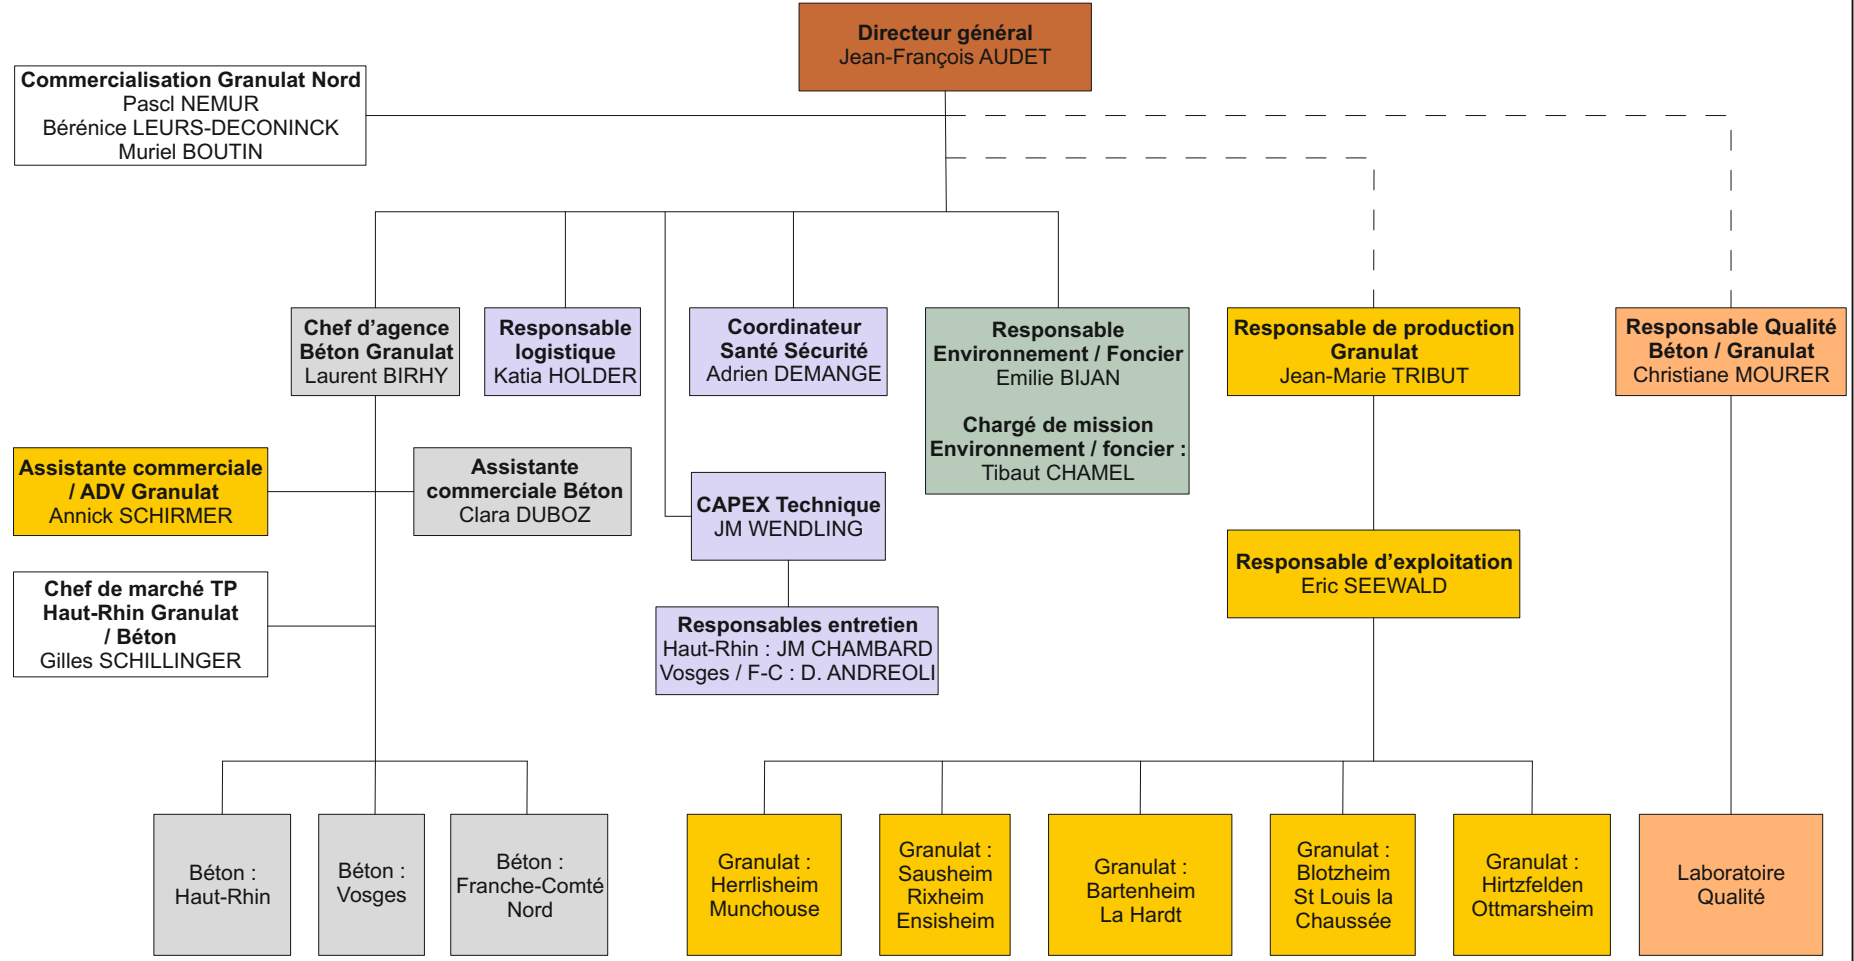 Directeur général
Jean-François AUDET
Commercialisation Granulat Nord
Pascl NEMUR
Bérénice LEURS-DECONINCK
Muriel BOUTIN
Chef d’agence
Béton Granulat
Laurent BIRHY
Responsable
logistique
Katia HOLDER
Coordinateur
Santé Sécurité
Adrien DEMANGE
Responsable
Environnement / Foncier
Emilie BIJAN
Chargé de mission
Environnement / foncier :
Tibaut CHAMEL
Responsable de production
Granulat
Jean-Marie TRIBUT
Responsable Qualité
Béton / Granulat
Christiane MOURER
Assistante commerciale
/ ADV Granulat
Annick SCHIRMER
Assistante
commerciale Béton
Clara DUBOZ
CAPEX Technique
JM WENDLING
Responsable d’exploitation
Eric SEEWALD
Chef de marché TP
Haut-Rhin Granulat
/ Béton
Gilles SCHILLINGER
Responsables entretien
Haut-Rhin : JM CHAMBARD
Vosges / F-C : D. ANDREOLI
Béton :
Haut-Rhin
Béton :
Vosges
Béton :
Franche-Comté
Nord
Granulat :
Herrlisheim
Munchouse
Granulat :
Sausheim
Rixheim
Ensisheim
Granulat :
Bartenheim
La Hardt
Granulat :
Blotzheim
St Louis la
Chaussée
Granulat :
Hirtzfelden
Ottmarsheim
Laboratoire
Qualité